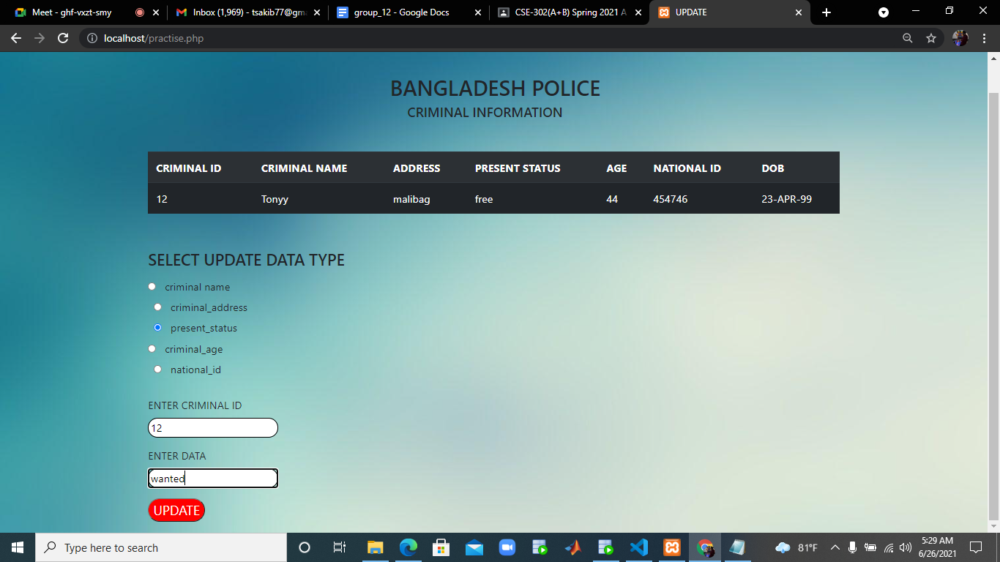 Meet - ghf-vxzt-smy
Inbox (1,969) - tsakib77@gm
group_12 - Google Docs
CSE-302(A+B) Spring 2021 A
UPDATE
localhost/practise.php
BANGLADESH POLICE
CRIMINAL INFORMATION
CRIMINAL ID CRIMINAL NAME ADDRESS PRESENT STATUS AGE NATIONAL ID DOB
12 Tonyy malibag free 44 454746 23-APR-99
SELECT UPDATE DATA TYPE
criminal name
criminal_address
present_status
criminal_age
national_id
ENTER CRIMINAL ID
12
ENTER DATA
wanted
UPDATE
Type here to search
81°F
5:29 AM
6/26/2021